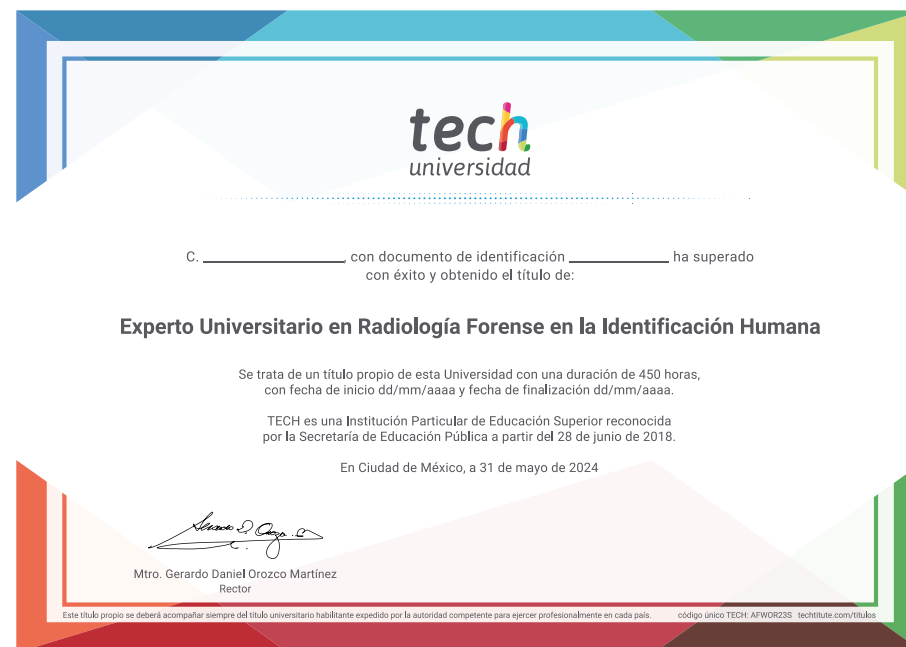 tech
universidad
C. ____________________, con documento de identificación ______________ ha superado
con éxito y obtenido el título de:
Experto Universitario en Radiología Forense en la Identificación Humana
Se trata de un título propio de esta Universidad con una duración de 450 horas,
con fecha de inicio dd/mm/aaaa y fecha de finalización dd/mm/aaaa.
TECH es una Institución Particular de Educación Superior reconocida
por la Secretaría de Educación Pública a partir del 28 de junio de 2018.
En Ciudad de México, a 31 de mayo de 2024
Mtro. Gerardo Daniel Orozco Martínez
Rector
Este título propio se deberá acompañar siempre del título universitario habilitante expedido por la autoridad competente para ejercer profesionalmente en cada país. código único TECH: AFWOR23S techtitute.com/titulos